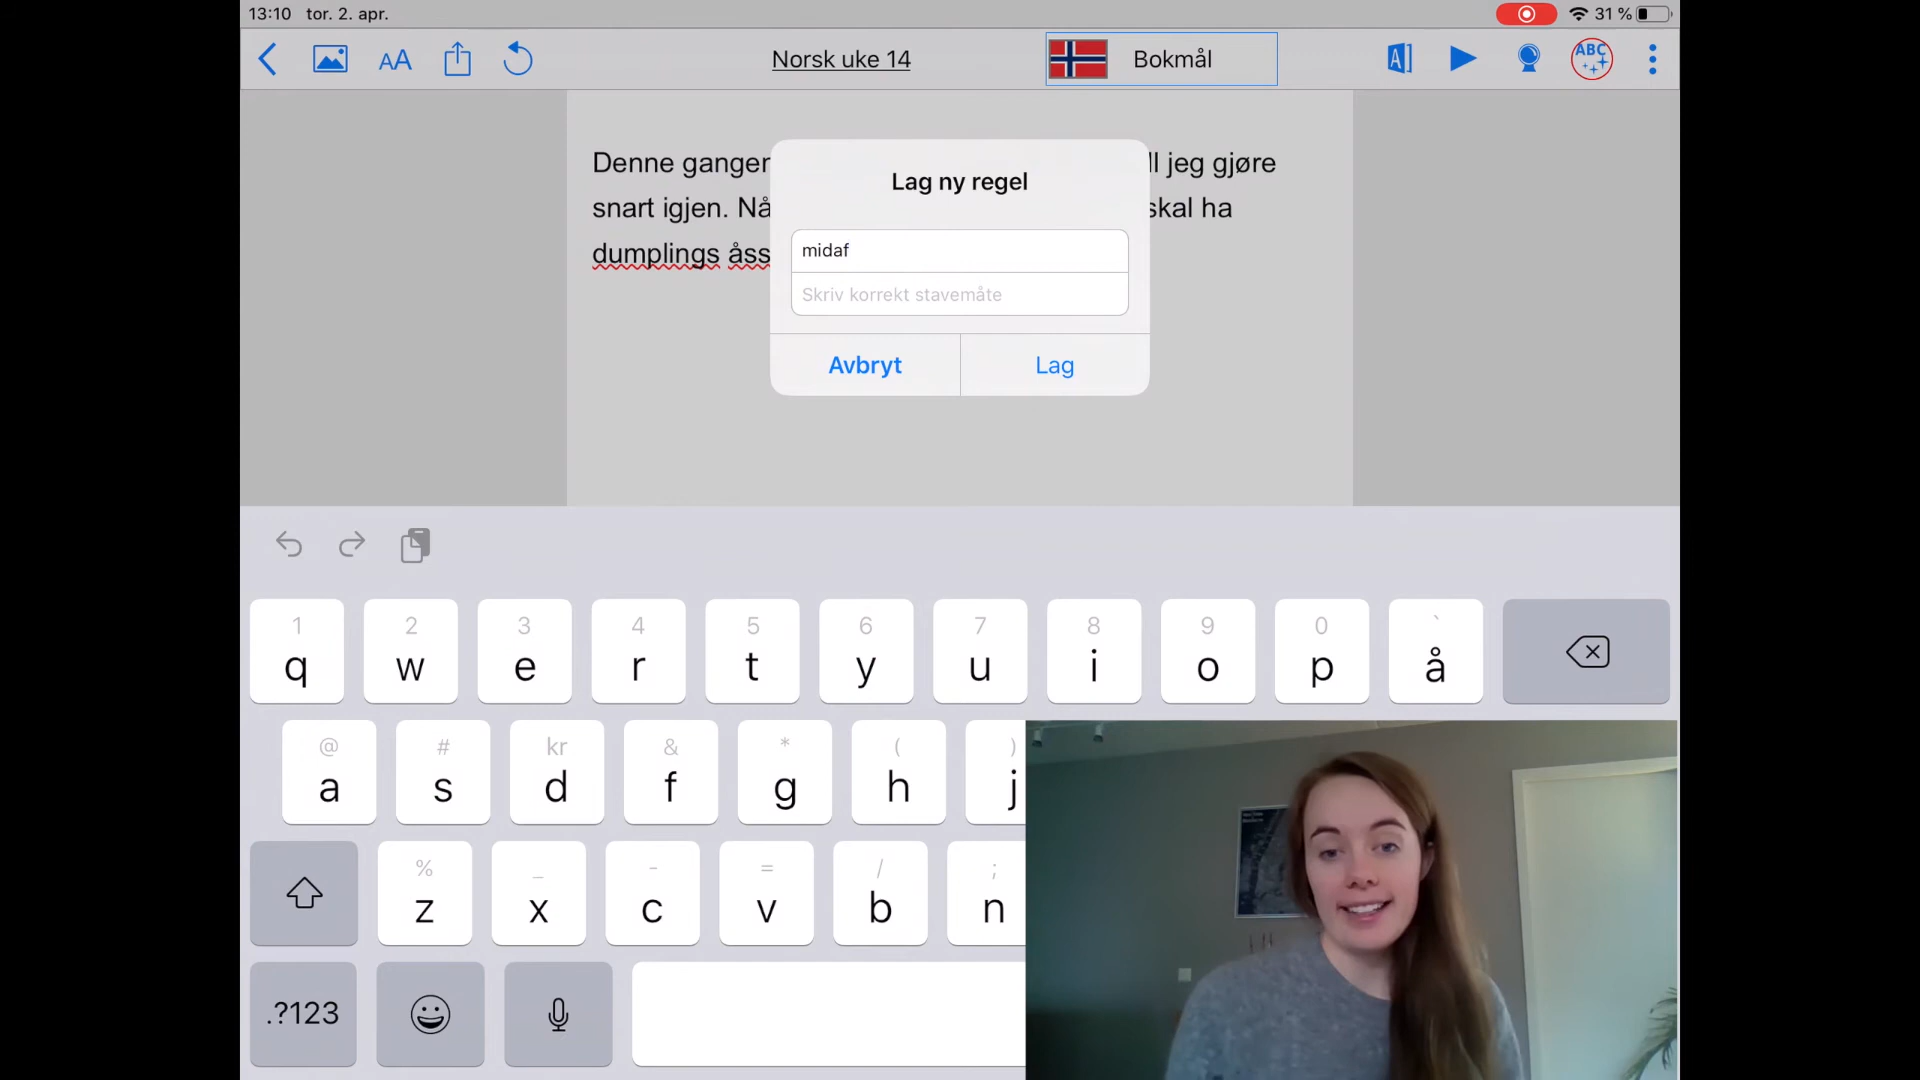 13:10 tor. 2. apr.
31 %
AA
Norsk uke 14
Bokmål
A
ABC
Denne ganger
ll jeg gjøre
snart igjen. Nå
skal ha
dumplings åss
Lag ny regel
midaf
Skriv korrekt stavemåte
Avbryt
Lag
1 2 3 4 5 6 7 8 9 0 `
q w e r t y u i o p å
@ # kr & * ( )
a s d f g h j
% _ - = / ;
z x c v b n
.?123